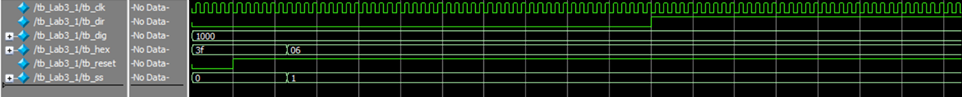 /tb_Lab3_1/tb_clk -No Data-
/tb_Lab3_1/tb_dir -No Data-
/tb_Lab3_1/tb_dig -No Data- 1000
/tb_Lab3_1/tb_hex -No Data- 3f 06
/tb_Lab3_1/tb_reset -No Data-
/tb_Lab3_1/tb_ss -No Data- 0 1